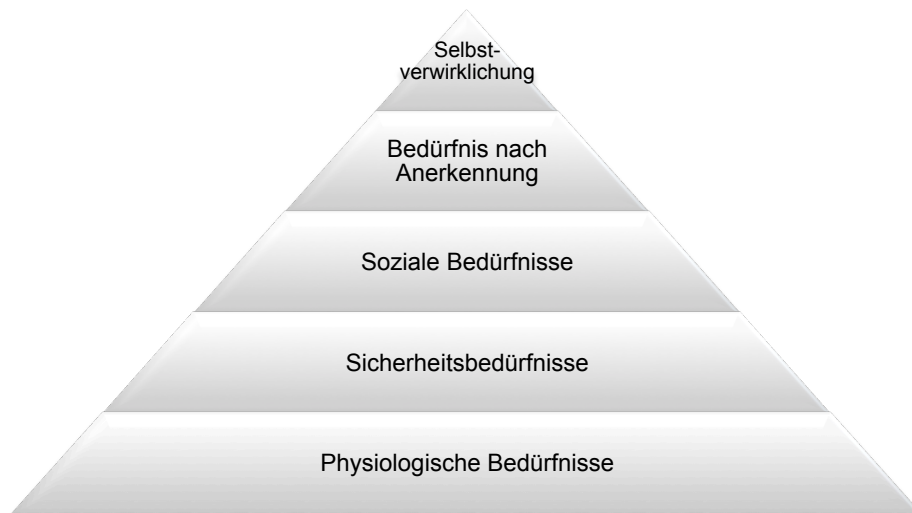 Selbst-
verwirklichung
Bedürfnis nach
Anerkennung
Soziale Bedürfnisse
Sicherheitsbedürfnisse
Physiologische Bedürfnisse